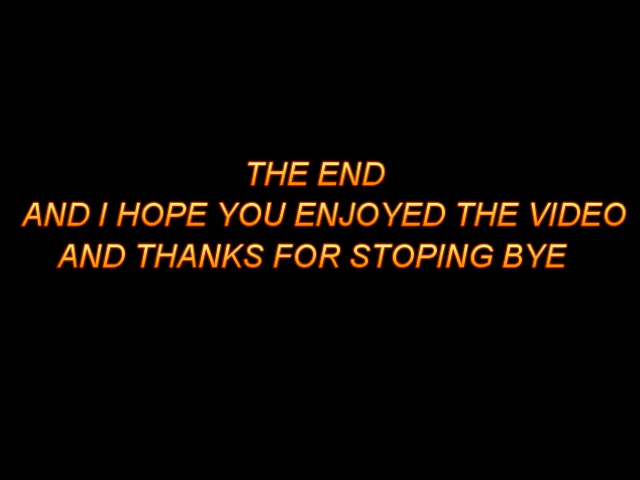 THE END
AND I HOPE YOU ENJOYED THE VIDEO
AND THANKS FOR STOPING BYE